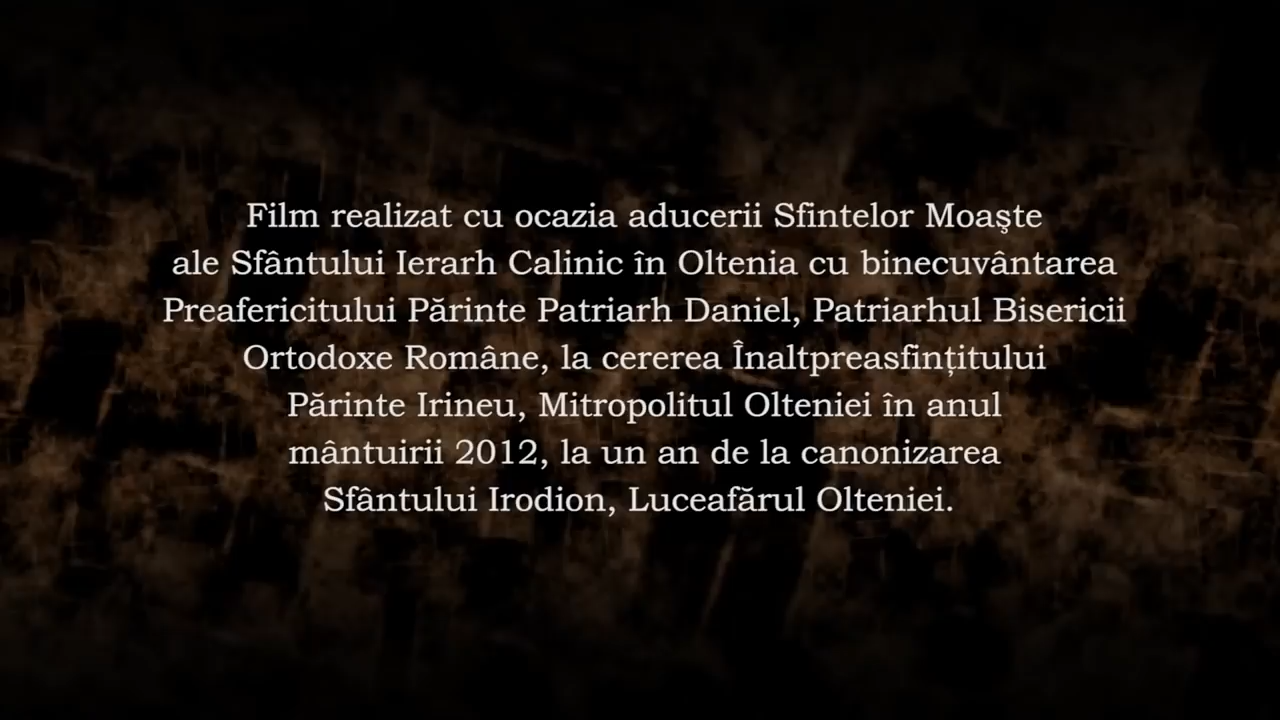 Film realizat cu ocazia aducerii Sfintelor Moaşte
ale Sfântului Ierarh Calinic în Oltenia cu binecuvântarea
Preafericitului Părinte Patriarh Daniel, Patriarhul Bisericii
Ortodoxe Române, la cererea Înaltpreasfințitului
Părinte Irineu, Mitropolitul Olteniei în anul
mântuirii 2012, la un an de la canonizarea
Sfântului Irodion, Luceafărul Olteniei.